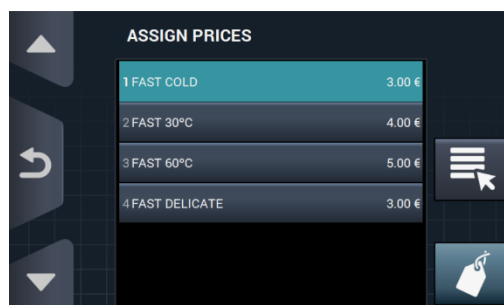 ASSIGN PRICES
1 FAST COLD 3.00 €
2 FAST 30ºC 4.00 €
3 FAST 60ºC 5.00 €
4 FAST DELICATE 3.00 €